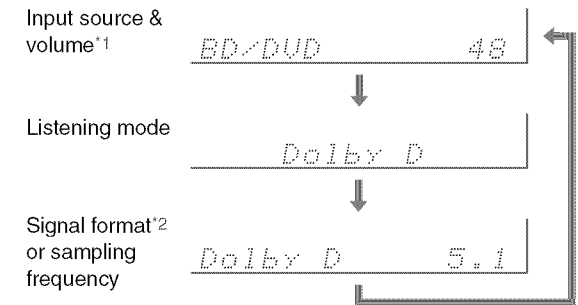 Input source &
volume*1
BD/DVD 48
Listening mode
Dolby D
Signal format*2
or sampling
frequency
Dolby D 5.1